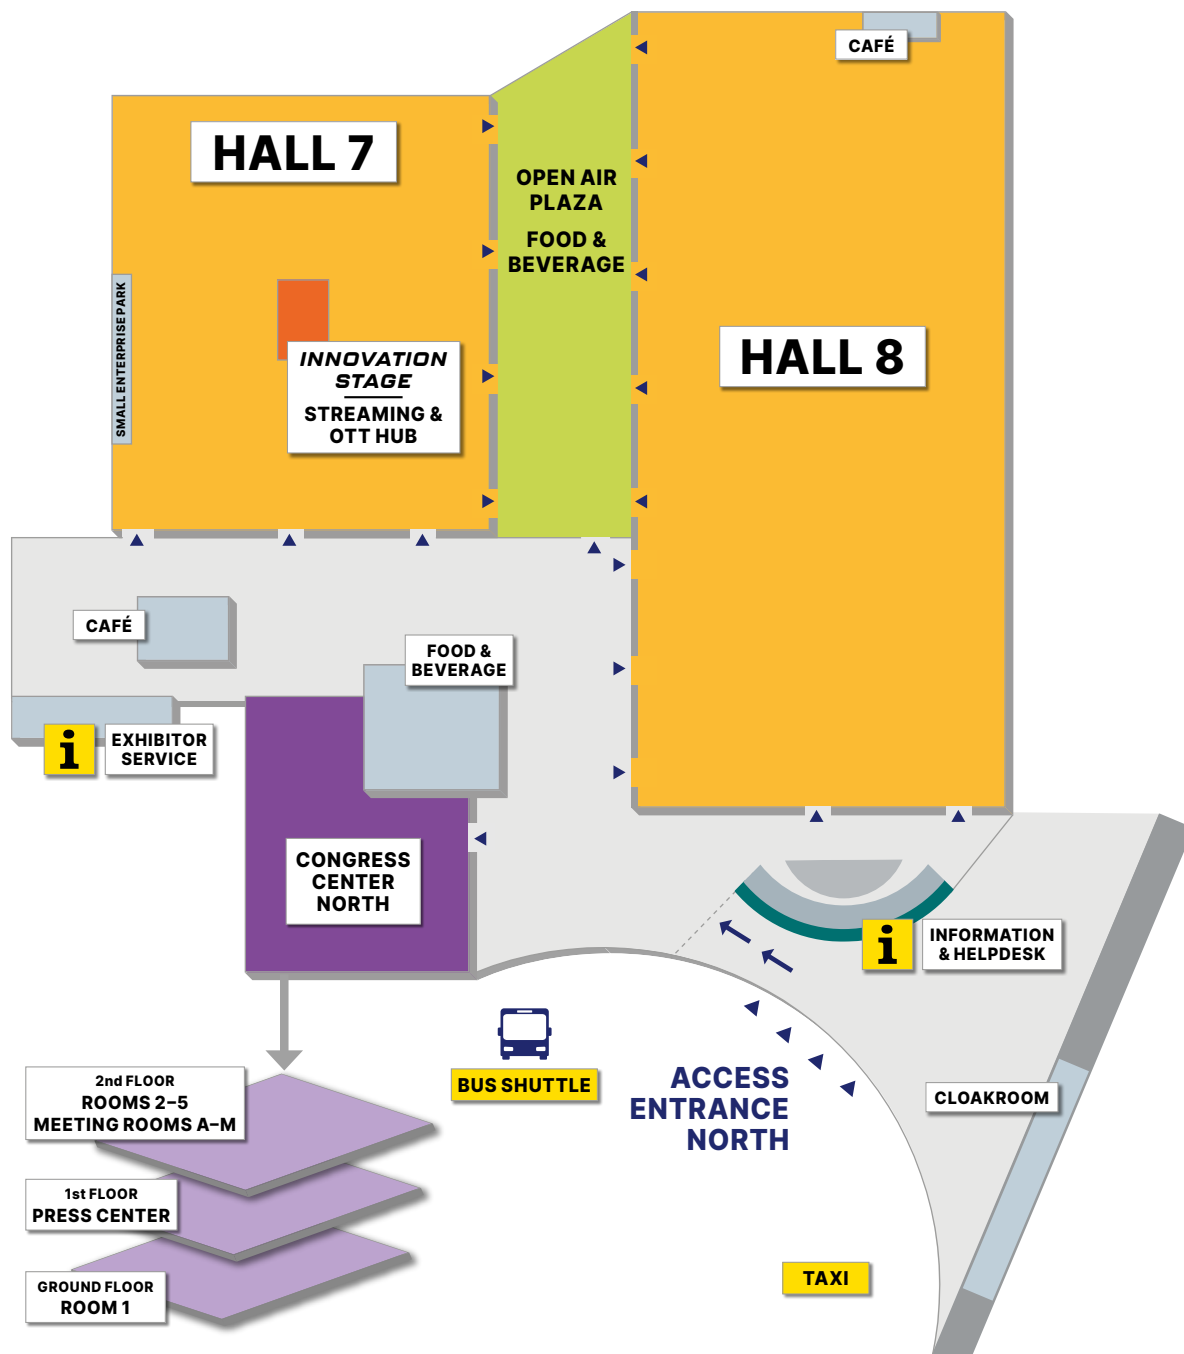 CAFÉ
HALL 7
OPEN AIR
PLAZA
FOOD &
BEVERAGE
SMALL ENTERPRISE PARK
INNOVATION
STAGE
STREAMING &
OTT HUB
HALL 8
CAFÉ
FOOD &
BEVERAGE
i
EXHIBITOR
SERVICE
CONGRESS
CENTER
NORTH
i
INFORMATION
& HELPDESK
BUS SHUTTLE
ACCESS
ENTRANCE
NORTH
CLOAKROOM
2nd FLOOR
ROOMS 2–5
MEETING ROOMS A–M
1st FLOOR
PRESS CENTER
GROUND FLOOR
ROOM 1
TAXI